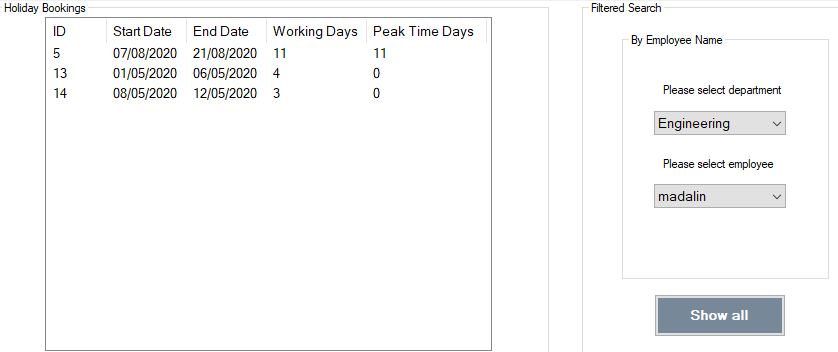 Holiday Bookings
ID Start Date End Date Working Days Peak Time Days
5 07/08/2020 21/08/2020 11 11
13 01/05/2020 06/05/2020 4 0
14 08/05/2020 12/05/2020 3 0
Filtered Search
By Employee Name
Please select department
Engineering
Please select employee
madalin
Show all